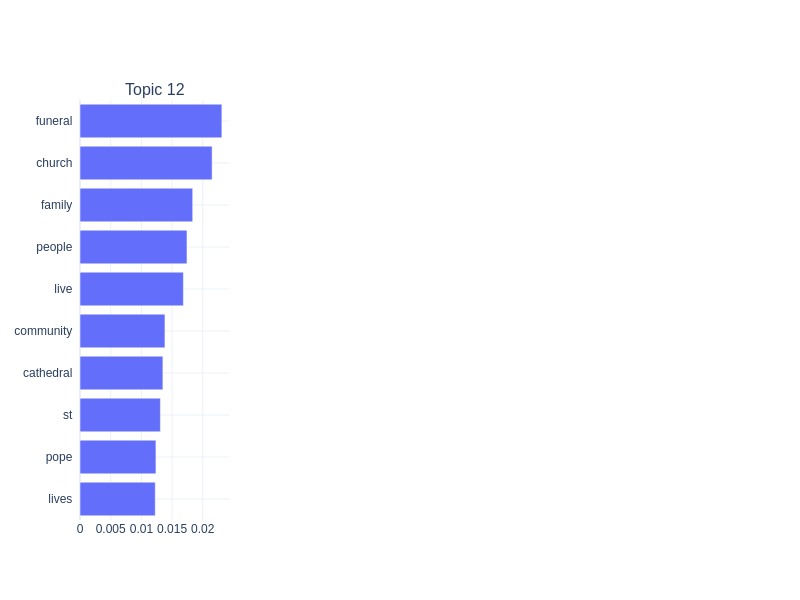 Topic 12
funeral
church
family
people
live
community
cathedral
st
pope
lives
0 0.005 0.01 0.015 0.02